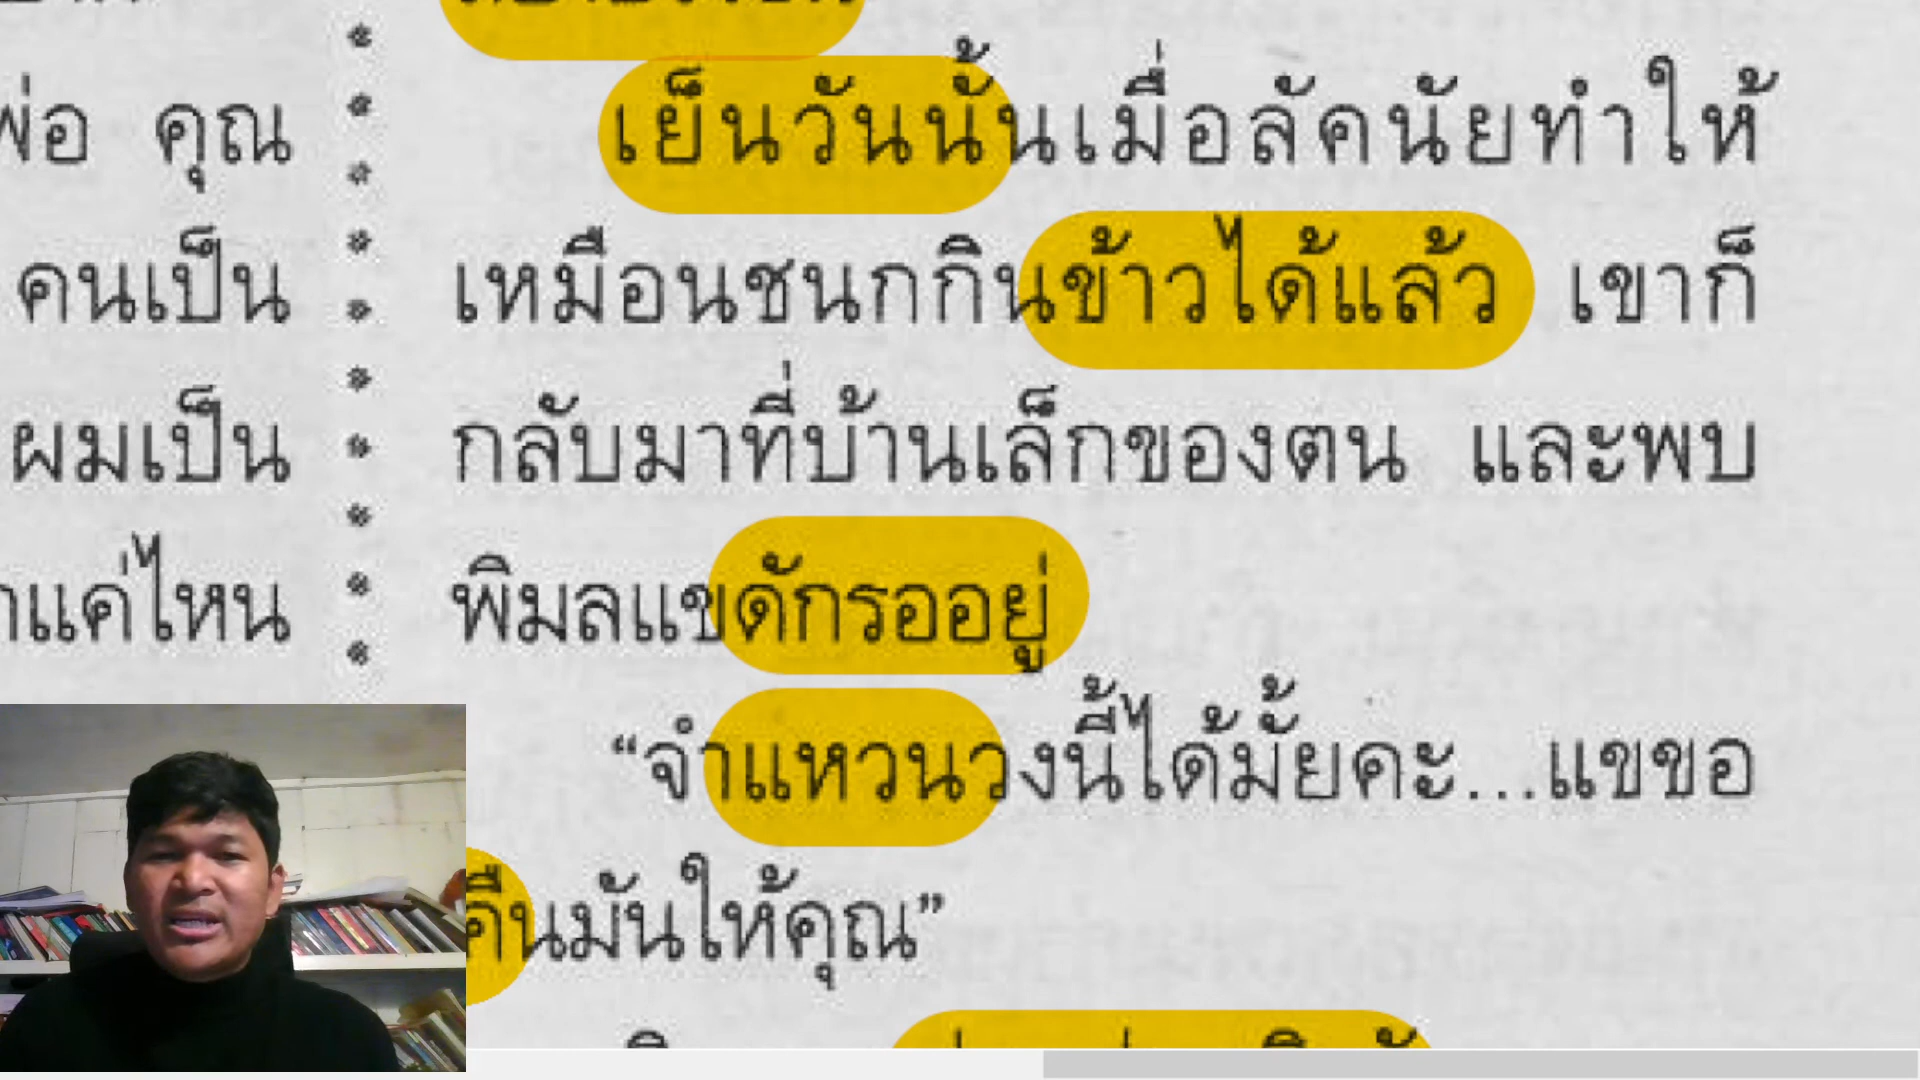 พ่อ คุณ
คนเป็น
ผมเป็น
แค่ไหน
เย็นวันนั้นเมื่อลัคนัยทำให้
เหมือนชนกกินข้าวได้แล้ว เขาก็
กลับมาที่บ้านเล็กของตน และพบ
พิมลแขดักรออยู่
“จำแหวนวงนี้ได้มั้ยคะ...แขขอ
คืนมันให้คุณ”